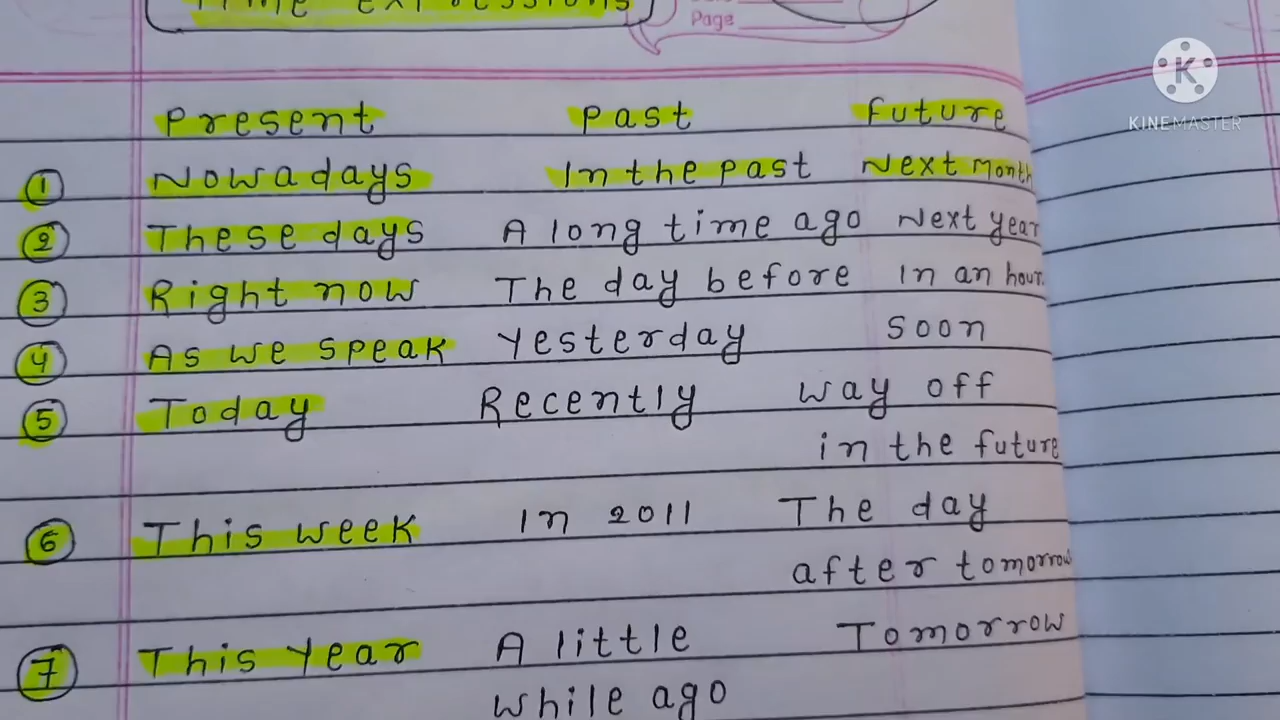 TIME EXPRESSIONS
Page
K
KINEMASTER
Present Past Future
1 Nowadays In the past Next Month
2 These days A long time ago Next year
3 Right now The day before In an hour.
4 As we speak Yesterday Soon
5 Today Recently Way off
in the future
6 This week In 2011 The day
after tomorrow
7 This Year A little Tomorrow
while ago